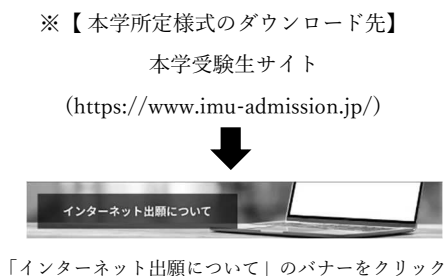 ※【 本学所定様式のダウンロード先】
本学受験生サイト
(https://www.imu-admission.jp/)
インターネット出願について
「インターネット出願について」のバナーをクリック